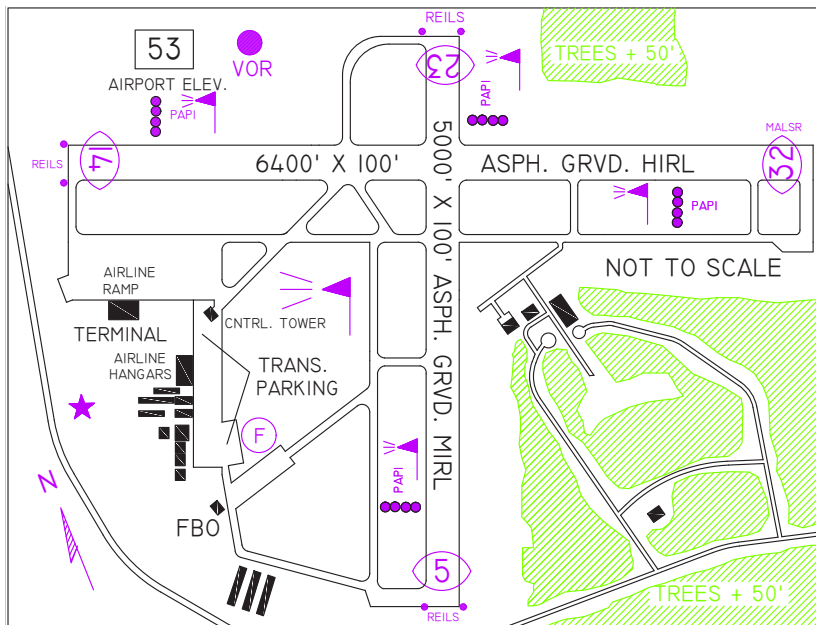 REILS
53
VOR
AIRPORT ELEV.
PAPI
23
PAPI
TREES + 50'
MALSR
REILS
14
6400' X 100'
ASPH. GRVD. HIRL
32
5000' X 100' ASPH. GRVD. MIRL
PAPI
NOT TO SCALE
AIRLINE
RAMP
TERMINAL
CNTRL. TOWER
AIRLINE
HANGARS
TRANS.
PARKING
F
N
PAPI
FBO
5
REILS
TREES + 50'